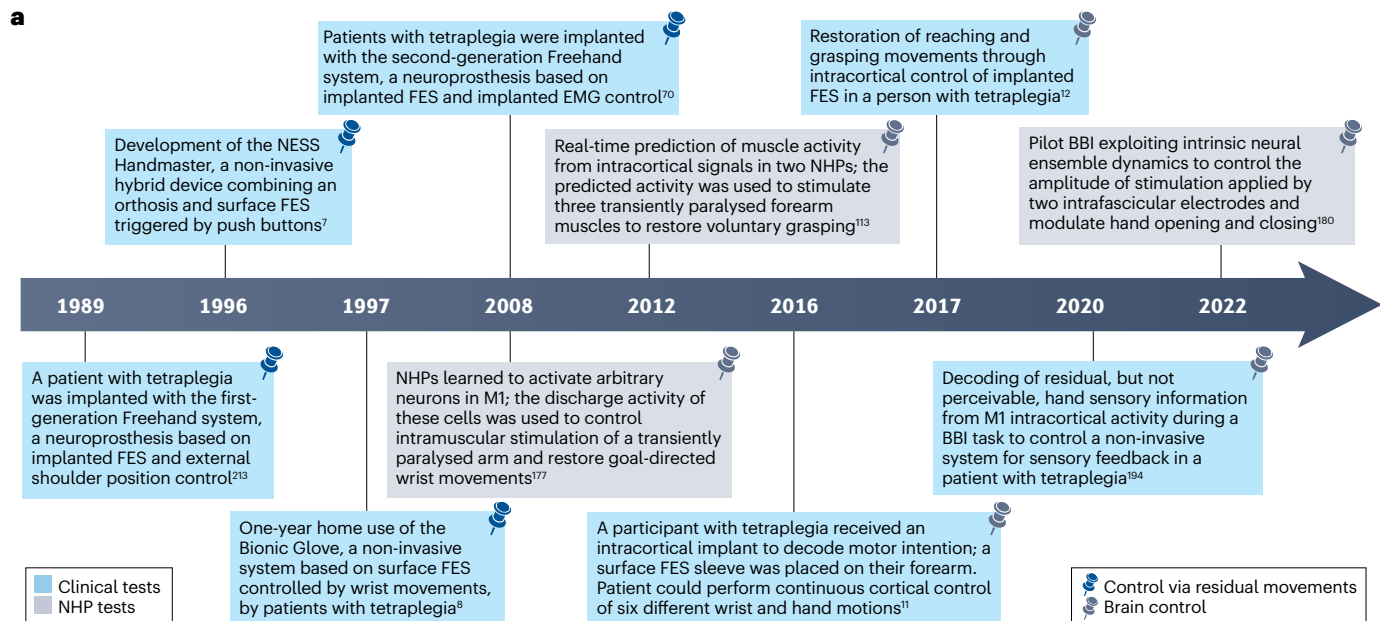 a
Patients with tetraplegia were implanted
with the second-generation Freehand
system, a neuroprosthesis based on
implanted FES and implanted EMG control70
Restoration of reaching and
grasping movements through
intracortical control of implanted
FES in a person with tetraplegia12
Development of the NESS
Handmaster, a non-invasive
hybrid device combining an
orthosis and surface FES
triggered by push buttons7
Real-time prediction of muscle activity
from intracortical signals in two NHPs; the
predicted activity was used to stimulate
three transiently paralysed forearm
muscles to restore voluntary grasping113
Pilot BBI exploiting intrinsic neural
ensemble dynamics to control the
amplitude of stimulation applied by
two intrafascicular electrodes and
modulate hand opening and closing180
1989 1996 1997 2008 2012 2016 2017 2020 2022
A patient with tetraplegia
was implanted with the first-
generation Freehand system,
a neuroprosthesis based on
implanted FES and external
shoulder position control213
NHPs learned to activate arbitrary
neurons in M1; the discharge activity of
these cells was used to control
intramuscular stimulation of a transiently
paralysed arm and restore goal-directed
wrist movements177
Decoding of residual, but not
perceivable, hand sensory information
from M1 intracortical activity during a
BBI task to control a non-invasive
system for sensory feedback in a
patient with tetraplegia194
One-year home use of the
Bionic Glove, a non-invasive
system based on surface FES
controlled by wrist movements,
by patients with tetraplegia8
A participant with tetraplegia received an
intracortical implant to decode motor intention; a
surface FES sleeve was placed on their forearm.
Patient could perform continuous cortical control
of six different wrist and hand motions11
Clinical tests
NHP tests
Control via residual movements
Brain control